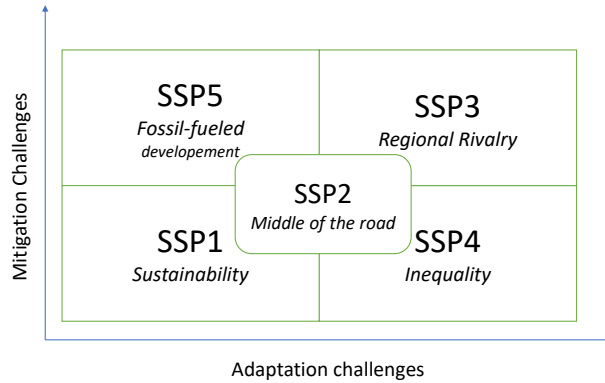 Mitigation Challenges
SSP5
Fossil-fueled
developement
SSP3
Regional Rivalry
SSP2
Middle of the road
SSP1
Sustainability
SSP4
Inequality
Adaptation challenges